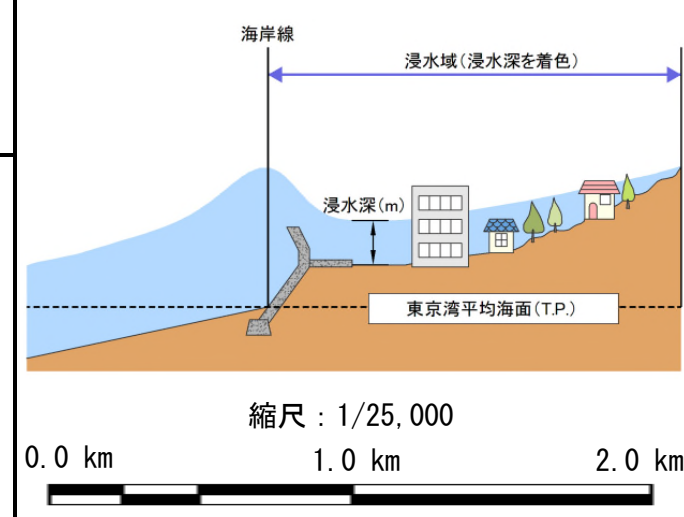 海岸線
浸水域（浸水深を着色）
浸水深（m）
東京湾平均海面（T.P.）
縮尺：1/25,000
0.0 km 1.0 km 2.0 km